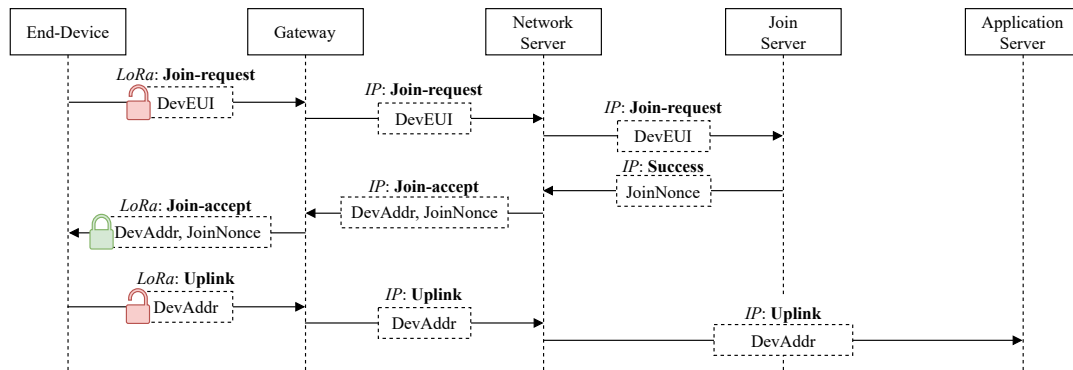 End-Device
Gateway
Network
Server
Join
Server
Application
Server
LoRa: Join-request
DevEUI
IP: Join-request
DevEUI
IP: Join-request
DevEUI
IP: Success
JoinNonce
IP: Join-accept
DevAddr, JoinNonce
LoRa: Join-accept
DevAddr, JoinNonce
LoRa: Uplink
DevAddr
IP: Uplink
DevAddr
IP: Uplink
DevAddr